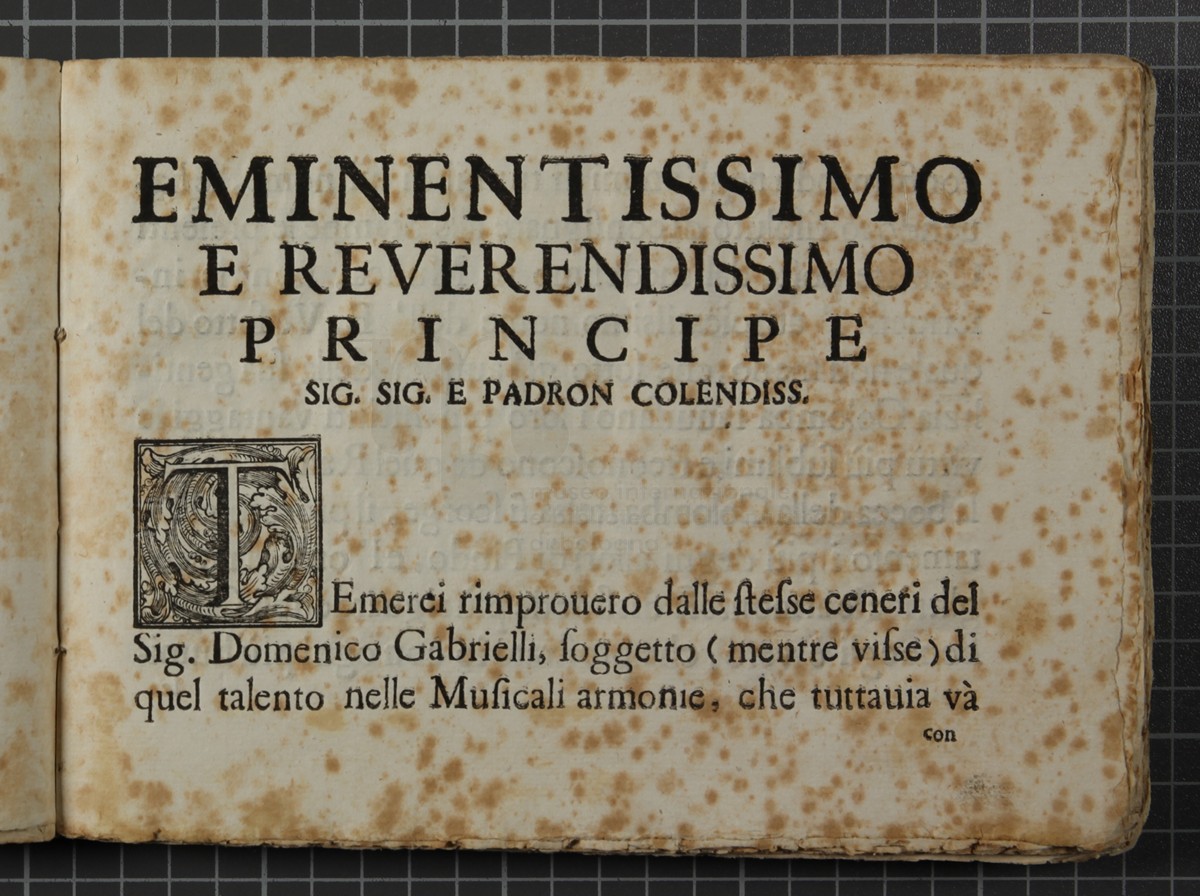 EMINENTISSIMO
E REVERENDISSIMO
PRINCIPE
SIG. SIG. E PADRON COLENDISS.
TEmerei rimprouero dalle ſteſse ceneri del
Sig. Domenico Gabrielli, ſoggetto ( mentre viſse ) di
quel talento nelle Muſicali armonie, che tuttauia và
con